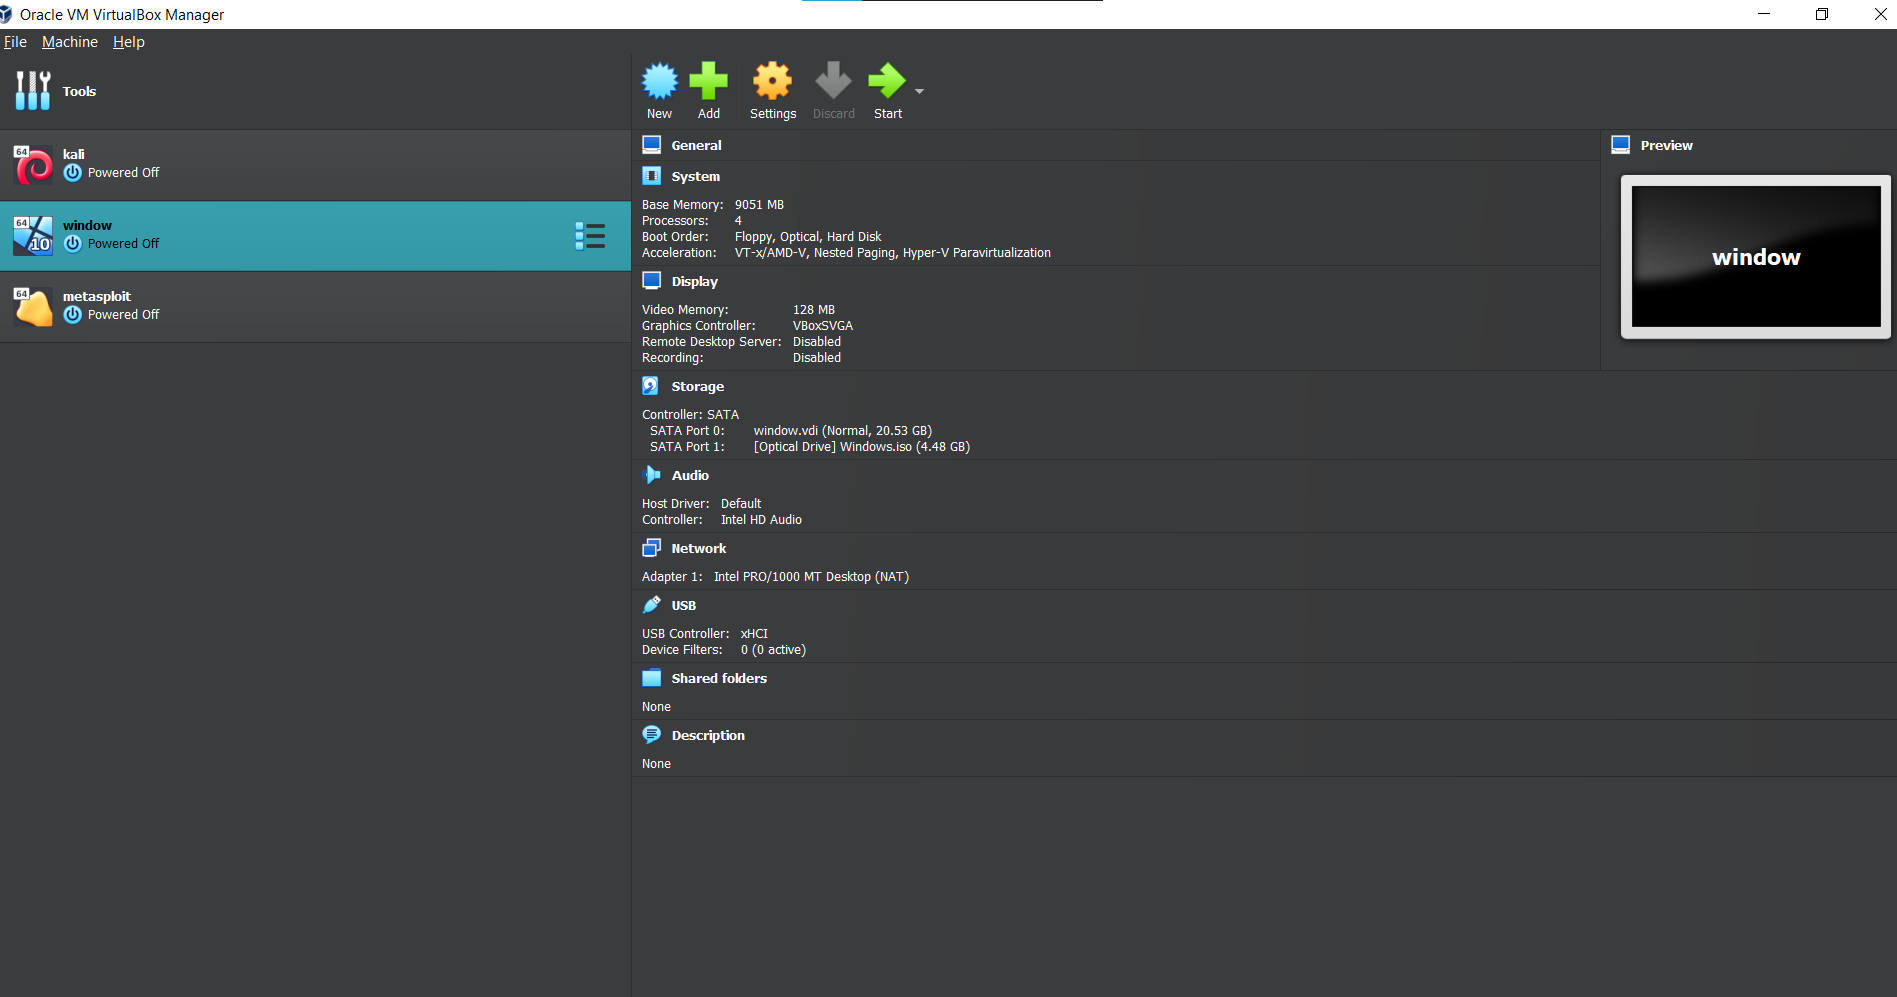 Oracle VM VirtualBox Manager
File Machine Help
Tools
New Add Settings Discard Start
64 kali
Powered Off
64 10 window
Powered Off
64 metasploit
Powered Off
General
System
Base Memory: 9051 MB
Processors: 4
Boot Order: Floppy, Optical, Hard Disk
Acceleration: VT-x/AMD-V, Nested Paging, Hyper-V Paravirtualization
Display
Video Memory: 128 MB
Graphics Controller: VBoxSVGA
Remote Desktop Server: Disabled
Recording: Disabled
Preview
window
Storage
Controller: SATA
SATA Port 0: window.vdi (Normal, 20.53 GB)
SATA Port 1: [Optical Drive] Windows.iso (4.48 GB)
Audio
Host Driver: Default
Controller: Intel HD Audio
Network
Adapter 1: Intel PRO/1000 MT Desktop (NAT)
USB
USB Controller: xHCI
Device Filters: 0 (0 active)
Shared folders
None
Description
None